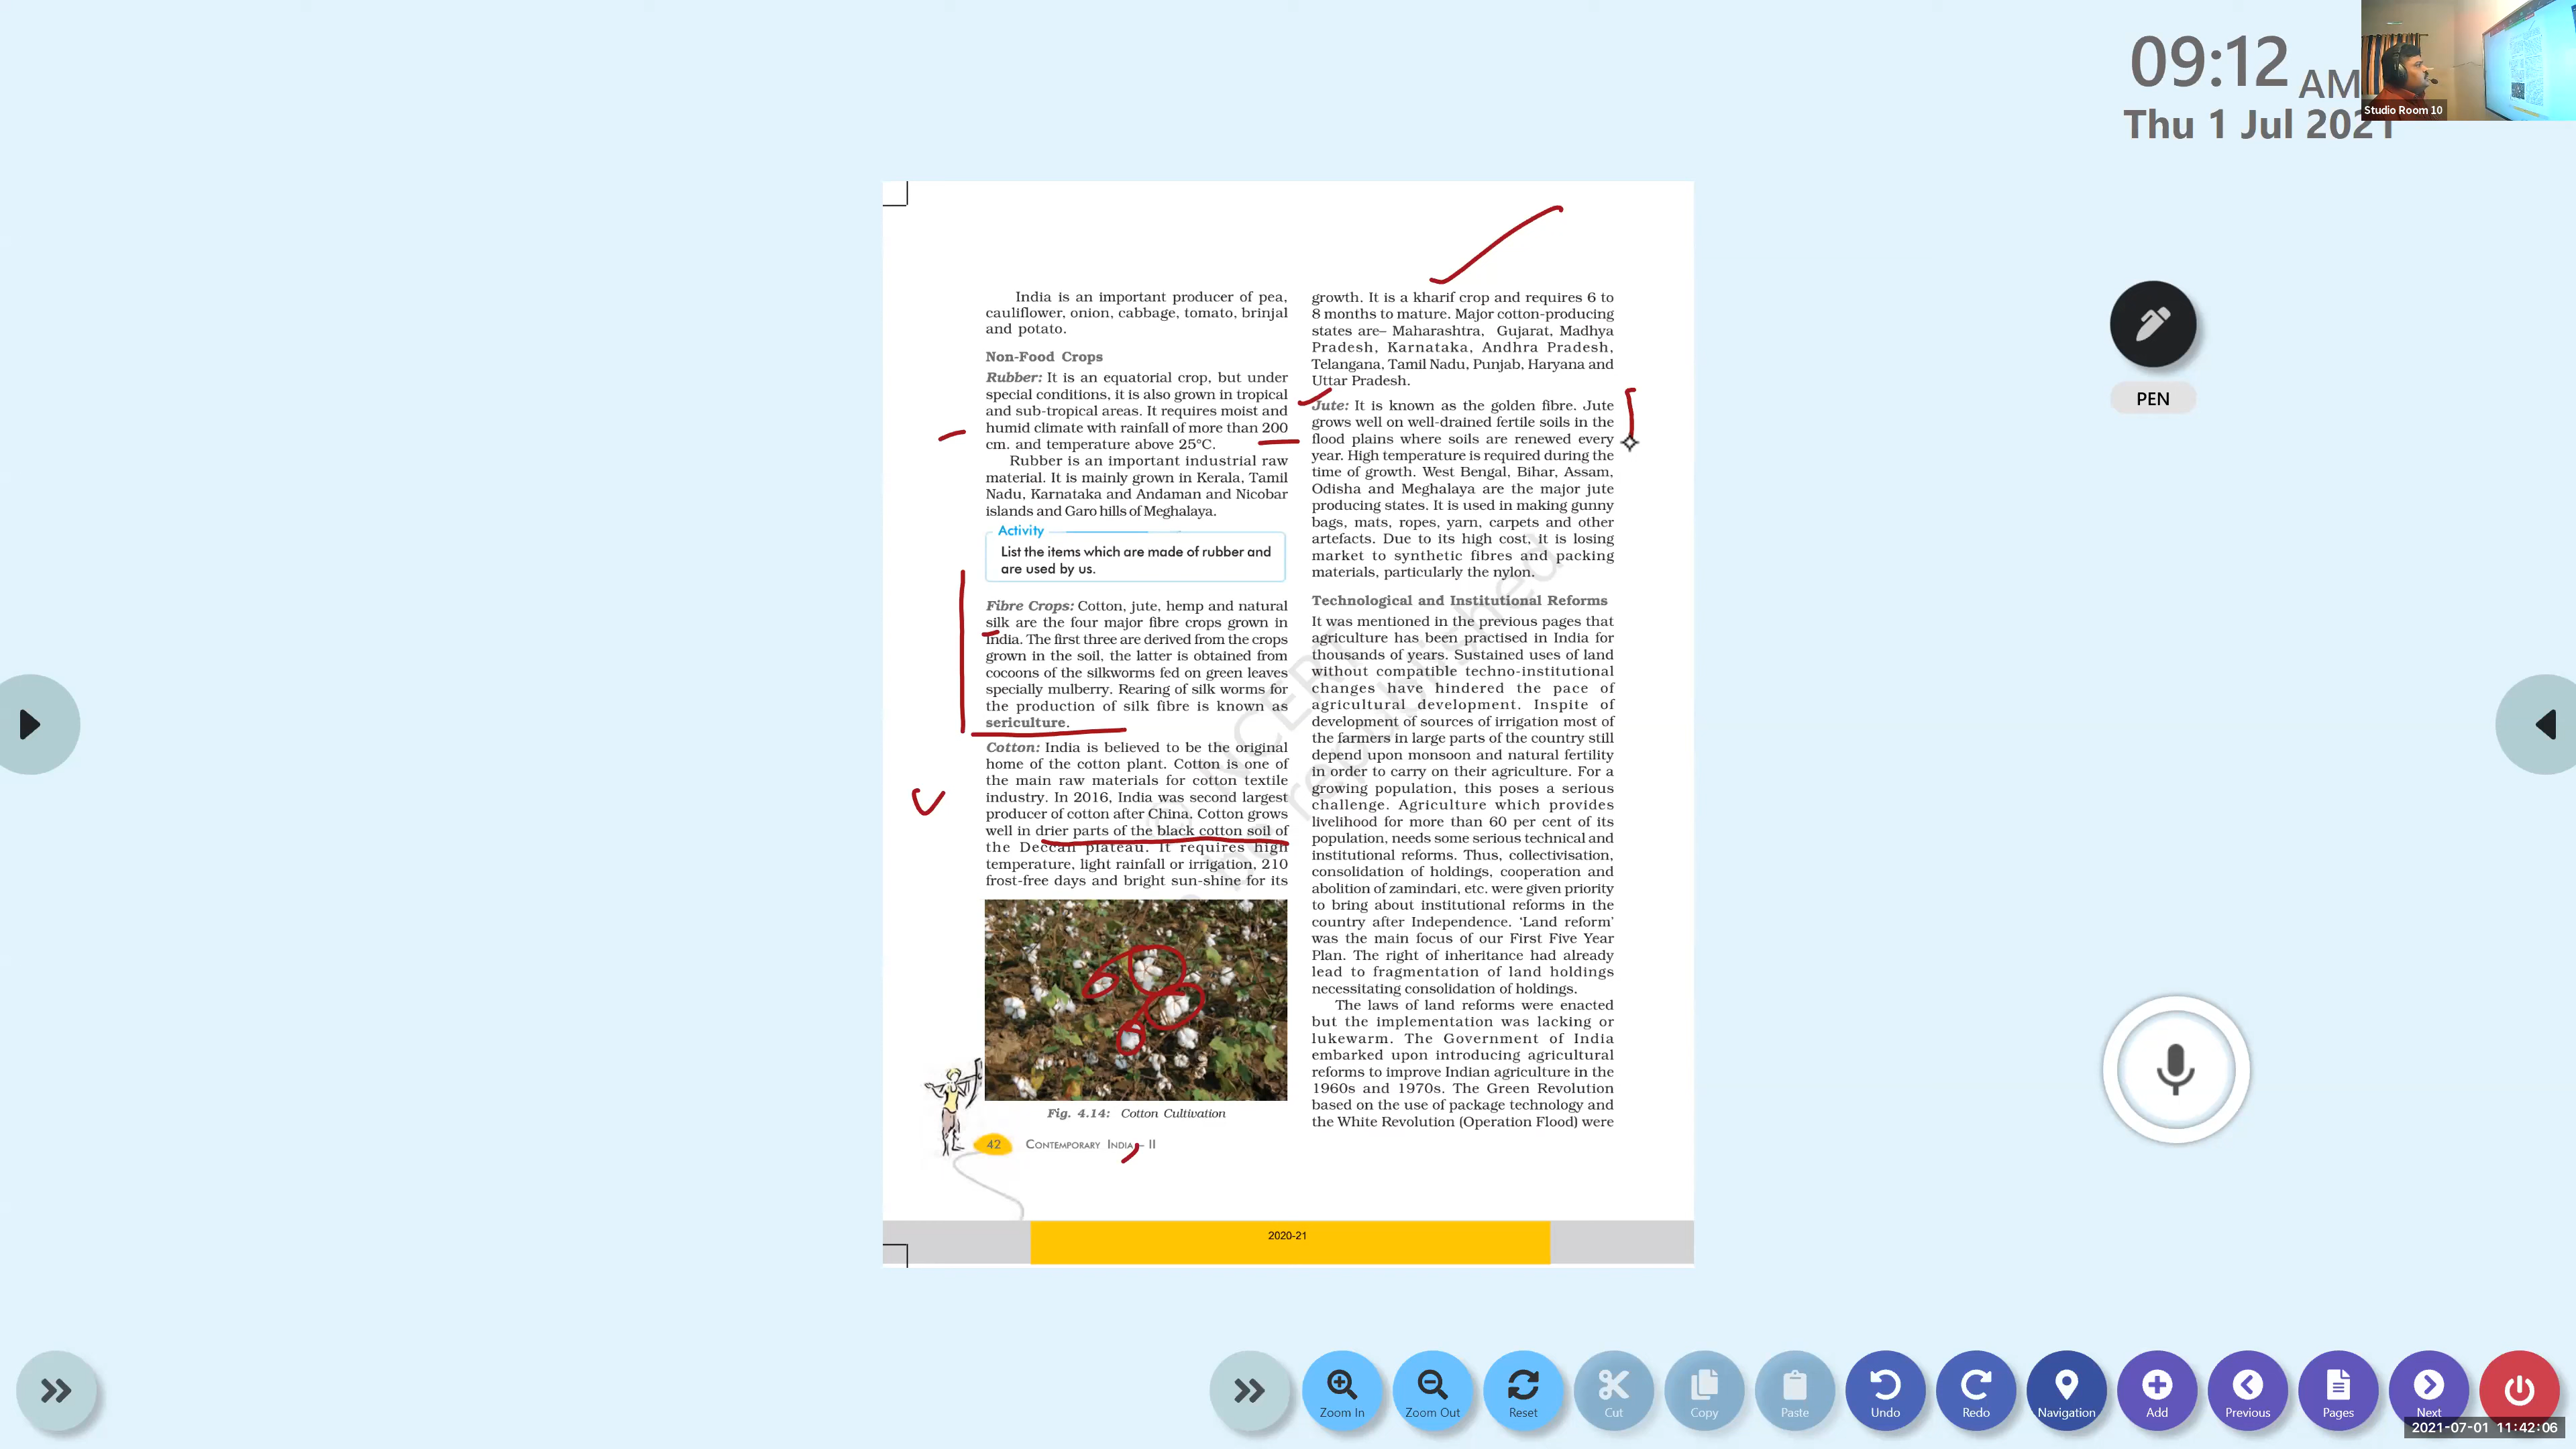 09:12 AM
Thu 1 Jul 2021
Studio Room 10
PEN
India is an important producer of pea,
cauliflower, onion, cabbage, tomato, brinjal
and potato.
Non-Food Crops
Rubber: It is an equatorial crop, but under
special conditions, it is also grown in tropical
and sub-tropical areas. It requires moist and
humid climate with rainfall of more than 200
cm. and temperature above 25°C.
Rubber is an important industrial raw
material. It is mainly grown in Kerala, Tamil
Nadu, Karnataka and Andaman and Nicobar
islands and Garo hills of Meghalaya.
Activity
List the items which are made of rubber and
are used by us.
Fibre Crops: Cotton, jute, hemp and natural
silk are the four major fibre crops grown in
India. The first three are derived from the crops
grown in the soil, the latter is obtained from
cocoons of the silkworms fed on green leaves
specially mulberry. Rearing of silk worms for
the production of silk fibre is known as
sericulture.
Cotton: India is believed to be the original
home of the cotton plant. Cotton is one of
the main raw materials for cotton textile
industry. In 2016, India was second largest
producer of cotton after China. Cotton grows
well in drier parts of the black cotton soil of
the Deccan plateau. It requires high
temperature, light rainfall or irrigation, 210
frost-free days and bright sun-shine for its
Fig. 4.14: Cotton Cultivation
42 CONTEMPORARY INDIA – II
growth. It is a kharif crop and requires 6 to
8 months to mature. Major cotton-producing
states are– Maharashtra, Gujarat, Madhya
Pradesh, Karnataka, Andhra Pradesh,
Telangana, Tamil Nadu, Punjab, Haryana and
Uttar Pradesh.
Jute: It is known as the golden fibre. Jute
grows well on well-drained fertile soils in the
flood plains where soils are renewed every
year. High temperature is required during the
time of growth. West Bengal, Bihar, Assam,
Odisha and Meghalaya are the major jute
producing states. It is used in making gunny
bags, mats, ropes, yarn, carpets and other
artefacts. Due to its high cost, it is losing
market to synthetic fibres and packing
materials, particularly the nylon.
Technological and Institutional Reforms
It was mentioned in the previous pages that
agriculture has been practised in India for
thousands of years. Sustained uses of land
without compatible techno-institutional
changes have hindered the pace of
agricultural development. Inspite of
development of sources of irrigation most of
the farmers in large parts of the country still
depend upon monsoon and natural fertility
in order to carry on their agriculture. For a
growing population, this poses a serious
challenge. Agriculture which provides
livelihood for more than 60 per cent of its
population, needs some serious technical and
institutional reforms. Thus, collectivisation,
consolidation of holdings, cooperation and
abolition of zamindari, etc. were given priority
to bring about institutional reforms in the
country after Independence. ‘Land reform’
was the main focus of our First Five Year
Plan. The right of inheritance had already
lead to fragmentation of land holdings
necessitating consolidation of holdings.
The laws of land reforms were enacted
but the implementation was lacking or
lukewarm. The Government of India
embarked upon introducing agricultural
reforms to improve Indian agriculture in the
1960s and 1970s. The Green Revolution
based on the use of package technology and
the White Revolution (Operation Flood) were
© NCERT
be republished
2020-21
Zoom In Zoom Out Reset Cut Copy Paste Undo Redo Navigation Add Previous Pages Next
2021-07-01 11:42:06